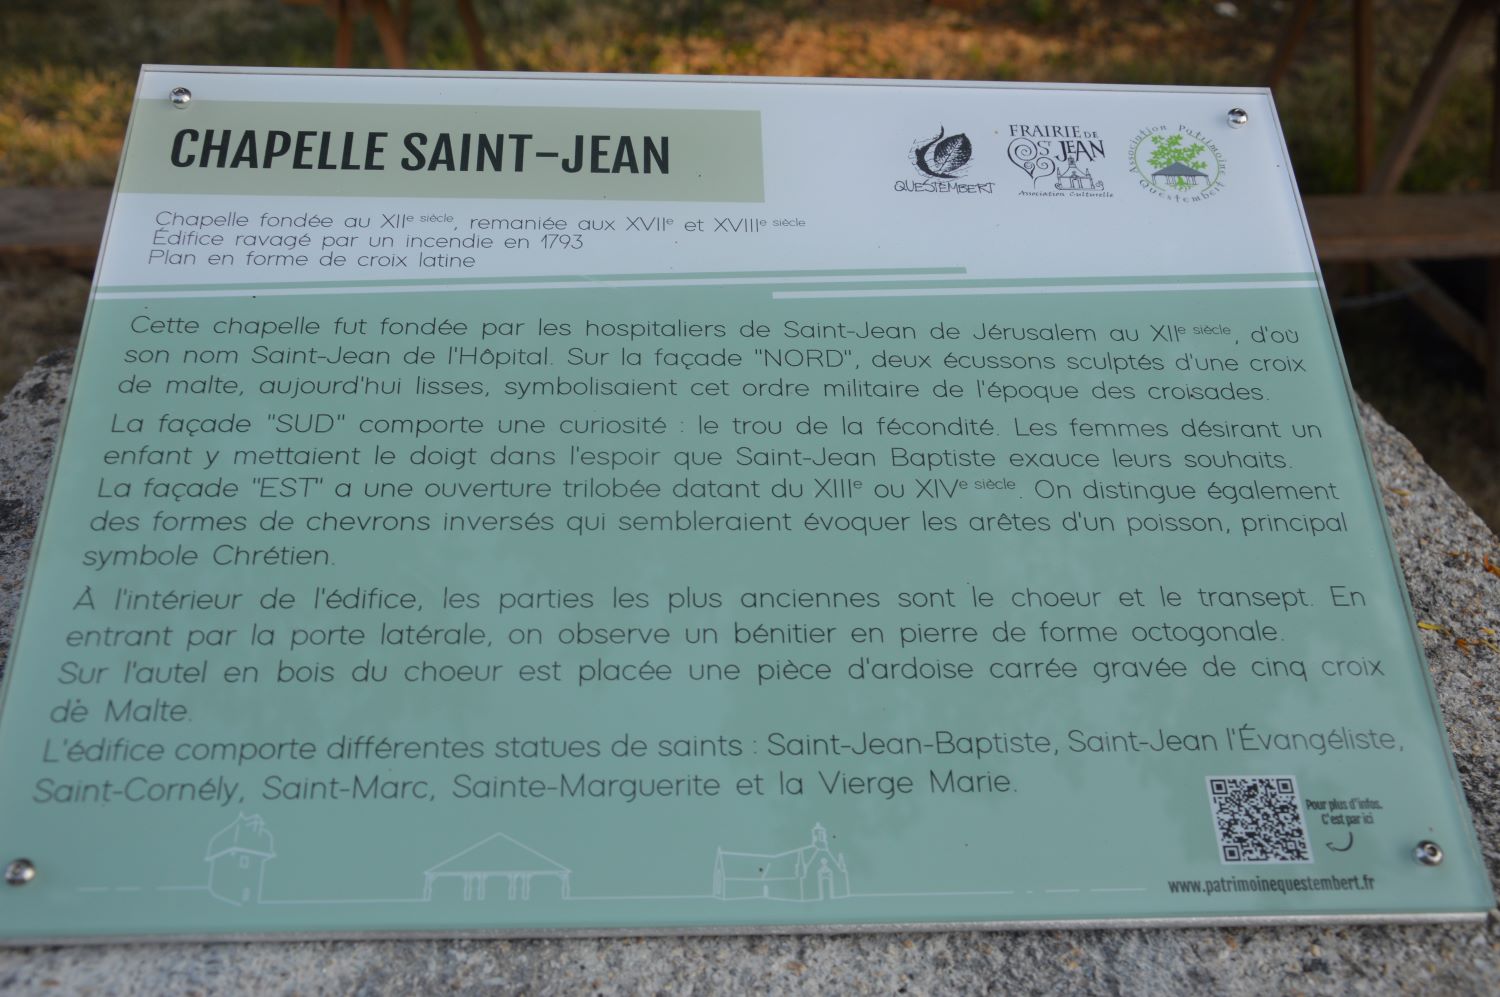 CHAPELLE SAINT-JEAN
QUESTEMBERT
FRAIRIE DE
ST JEAN
Association Culturelle
Association Patrimoine Questembert
Chapelle fondée au XIIe siècle, remaniée aux XVIIe et XVIIIe siècle
Édifice ravagé par un incendie en 1793
Plan en forme de croix latine
Cette chapelle fut fondée par les hospitaliers de Saint-Jean de Jérusalem au XIIe siècle, d'où
son nom Saint-Jean de l'Hôpital. Sur la façade "NORD", deux écussons sculptés d'une croix
de malte, aujourd'hui lisses, symbolisaient cet ordre militaire de l'époque des croisades.
La façade "SUD" comporte une curiosité : le trou de la fécondité. Les femmes désirant un
enfant y mettaient le doigt dans l'espoir que Saint-Jean Baptiste exauce leurs souhaits.
La façade "EST" a une ouverture trilobée datant du XIIIe ou XIVe siècle. On distingue également
des formes de chevrons inversés qui sembleraient évoquer les arêtes d'un poisson, principal
symbole Chrétien.
À l'intérieur de l'édifice, les parties les plus anciennes sont le choeur et le transept. En
entrant par la porte latérale, on observe un bénitier en pierre de forme octogonale.
Sur l'autel en bois du choeur est placée une pièce d'ardoise carrée gravée de cinq croix
de Malte.
L'édifice comporte différentes statues de saints : Saint-Jean-Baptiste, Saint-Jean l'Évangéliste,
Saint-Cornély, Saint-Marc, Sainte-Marguerite et la Vierge Marie.
Pour plus d'infos.
C'est par ici
www.patrimoinequestembert.fr